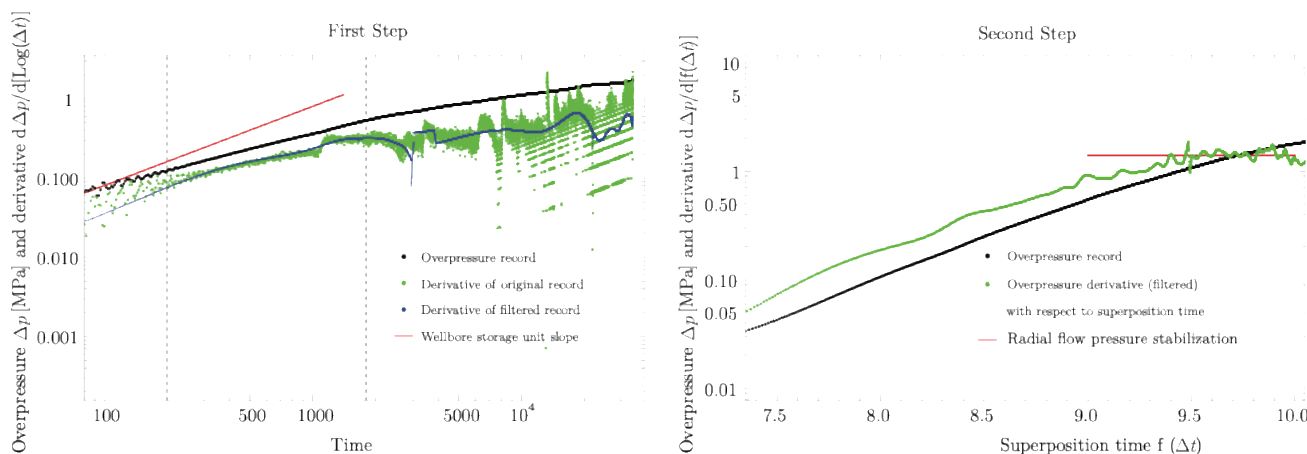 First Step
Overpressure Δp [MPa] and derivative d Δp/d[Log(Δt)]
1
0.100
0.010
0.001
Overpressure record
Derivative of original record
Derivative of filtered record
Wellbore storage unit slope
100
500
1000
5000
10⁴
Time
Second Step
Overpressure Δp [MPa] and derivative d Δp/d[f(Δt)]
10
5
1
0.50
0.10
0.05
0.01
Overpressure record
Overpressure derivative (filtered)
with respect to superposition time
Radial flow pressure stabilization
7.5
8.0
8.5
9.0
9.5
10.0
Superposition time f (Δt)